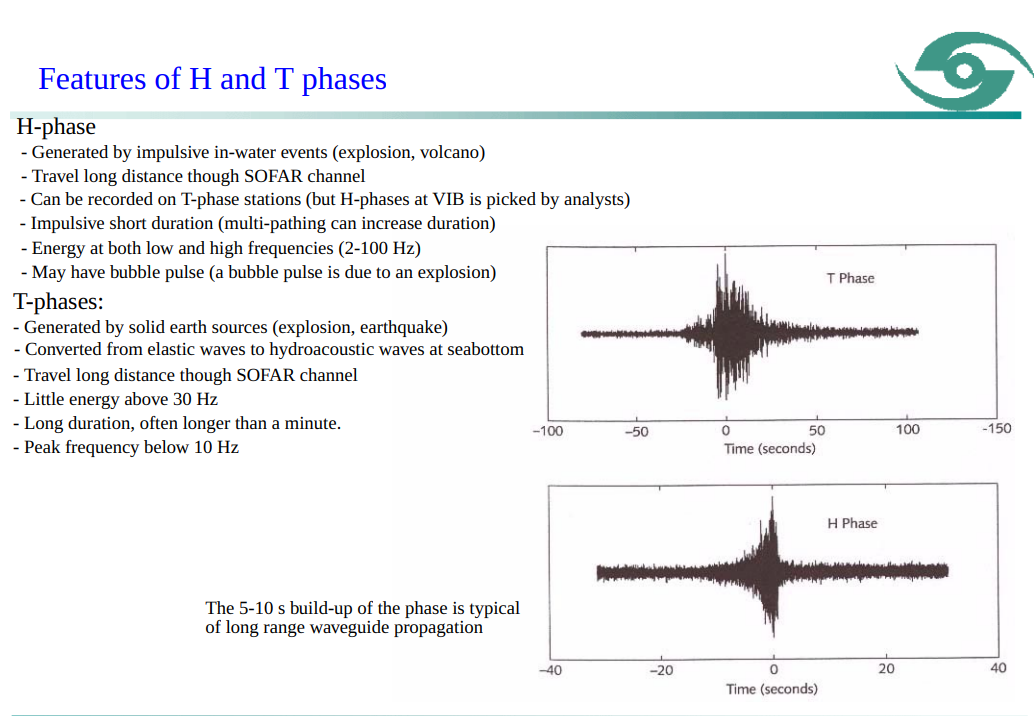 Features of H and T phases
H-phase
- Generated by impulsive in-water events (explosion, volcano)
- Travel long distance though SOFAR channel
- Can be recorded on T-phase stations (but H-phases at VIB is picked by analysts)
- Impulsive short duration (multi-pathing can increase duration)
- Energy at both low and high frequencies (2-100 Hz)
- May have bubble pulse (a bubble pulse is due to an explosion)
T-phases:
- Generated by solid earth sources (explosion, earthquake)
- Converted from elastic waves to hydroacoustic waves at seabottom
- Travel long distance though SOFAR channel
- Little energy above 30 Hz
- Long duration, often longer than a minute.
- Peak frequency below 10 Hz
T Phase
-100 -50 0 50 100 -150
Time (seconds)
H Phase
The 5-10 s build-up of the phase is typical
of long range waveguide propagation
-40 -20 0 20 40
Time (seconds)